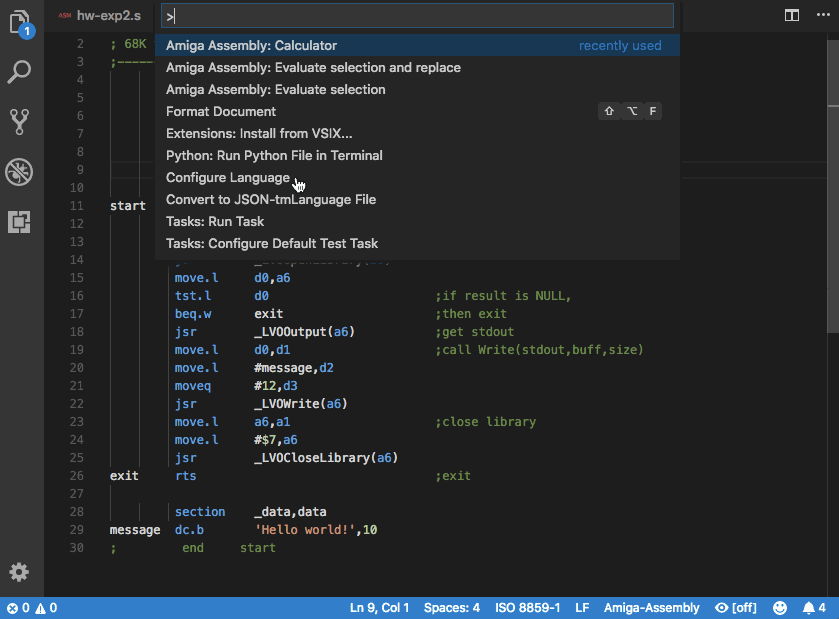 1
ASM hw-exp2.s
>
Amiga Assembly: Calculator recently used
Amiga Assembly: Evaluate selection and replace
Amiga Assembly: Evaluate selection
Format Document ⇧ ⌥ F
Extensions: Install from VSIX...
Python: Run Python File in Terminal
Configure Language
Convert to JSON-tmLanguage File
Tasks: Run Task
Tasks: Configure Default Test Task
2 ; 68K
3 ;-----
4
5
6
7
8
9
10
11 start
12
13
14
15 move.l d0,a6
16 tst.l d0 ;if result is NULL,
17 beq.w exit ;then exit
18 jsr _LVOOutput(a6) ;get stdout
19 move.l d0,d1 ;call Write(stdout,buff,size)
20 move.l #message,d2
21 moveq #12,d3
22 jsr _LVOWrite(a6)
23 move.l a6,a1 ;close library
24 move.l #$7,a6
25 jsr _LVOCloseLibrary(a6)
26 exit rts ;exit
27
28 section _data,data
29 message dc.b 'Hello world!',10
30 ; end start
0 0 Ln 9, Col 1 Spaces: 4 ISO 8859-1 LF Amiga-Assembly [off] 4